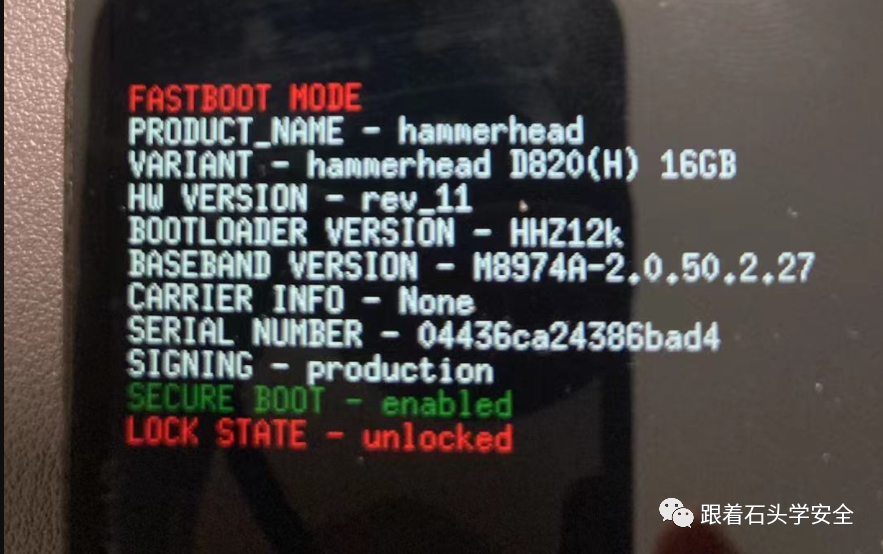 FASTBOOT MODE
PRODUCT_NAME - hammerhead
VARIANT - hammerhead D820(H) 16GB
HW VERSION - rev_11
BOOTLOADER VERSION - HHZ12k
BASEBAND VERSION - M8974A-2.0.50.2.27
CARRIER INFO - None
SERIAL NUMBER - 04436ca24386bad4
SIGNING - production
SECURE BOOT - enabled
LOCK STATE - unlocked
跟着石头学安全